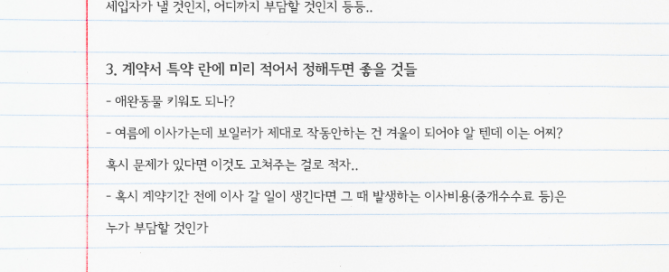 세입자가 낼 것인지, 어디까지 부담할 것인지 등등..
3. 계약서 특약 란에 미리 적어서 정해두면 좋을 것들
- 애완동물 키워도 되나?
- 여름에 이사가는데 보일러가 제대로 작동안하는 건 겨울이 되어야 알 텐데 이는 어찌?
혹시 문제가 있다면 이것도 고쳐주는 걸로 적자..
- 혹시 계약기간 전에 이사 갈 일이 생긴다면 그 때 발생하는 이사비용(중개수수료 등)은
누가 부담할 것인가